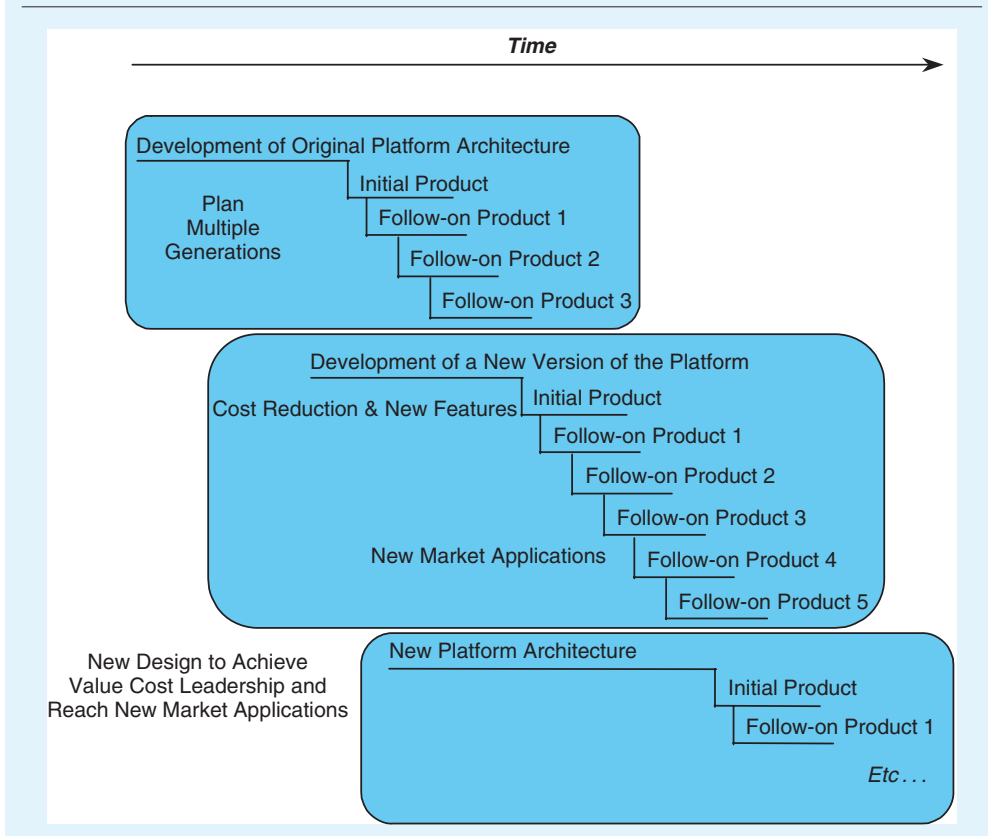 Time
Development of Original Platform Architecture
Initial Product
Plan
Multiple
Generations
Follow-on Product 1
Follow-on Product 2
Follow-on Product 3
Development of a New Version of the Platform
Cost Reduction & New Features
Initial Product
Follow-on Product 1
Follow-on Product 2
Follow-on Product 3
New Market Applications
Follow-on Product 4
Follow-on Product 5
New Design to Achieve
Value Cost Leadership and
Reach New Market Applications
New Platform Architecture
Initial Product
Follow-on Product 1
Etc . . .